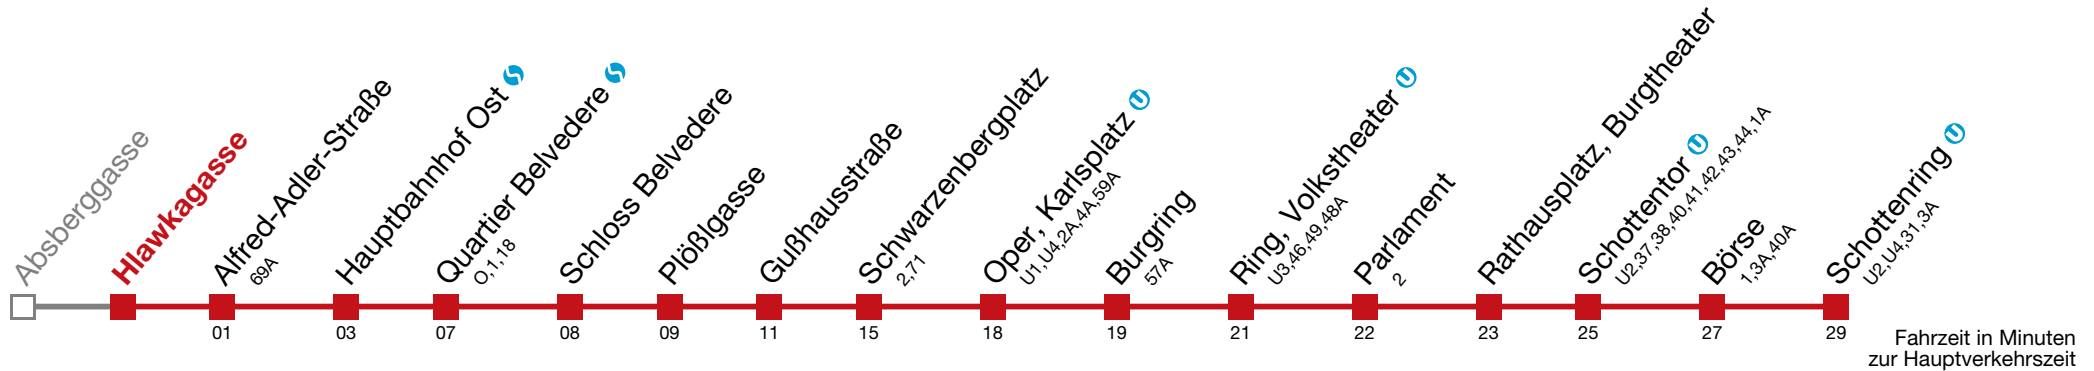 Absberggasse
Hlawkagasse
Alfred-Adler-Straße
69A
Hauptbahnhof Ost
Quartier Belvedere
O,1,18
Schloss Belvedere
Plößlgasse
Gußhausstraße
Schwarzenbergplatz
2,71
Oper, Karlsplatz
U1,U4,2A,4A,59A
Burgring
57A
Ring, Volkstheater
U3,46,49,48A
Parlament
2
Rathausplatz, Burgtheater
Schottentor
U2,37,38,40,41,42,43,44,1A
Börse
1,3A,40A
Schottenring
U2,U4,31,3A
01 03 07 08 09 11 15 18 19 21 22 23 25 27 29
Fahrzeit in Minuten
zur Hauptverkehrszeit